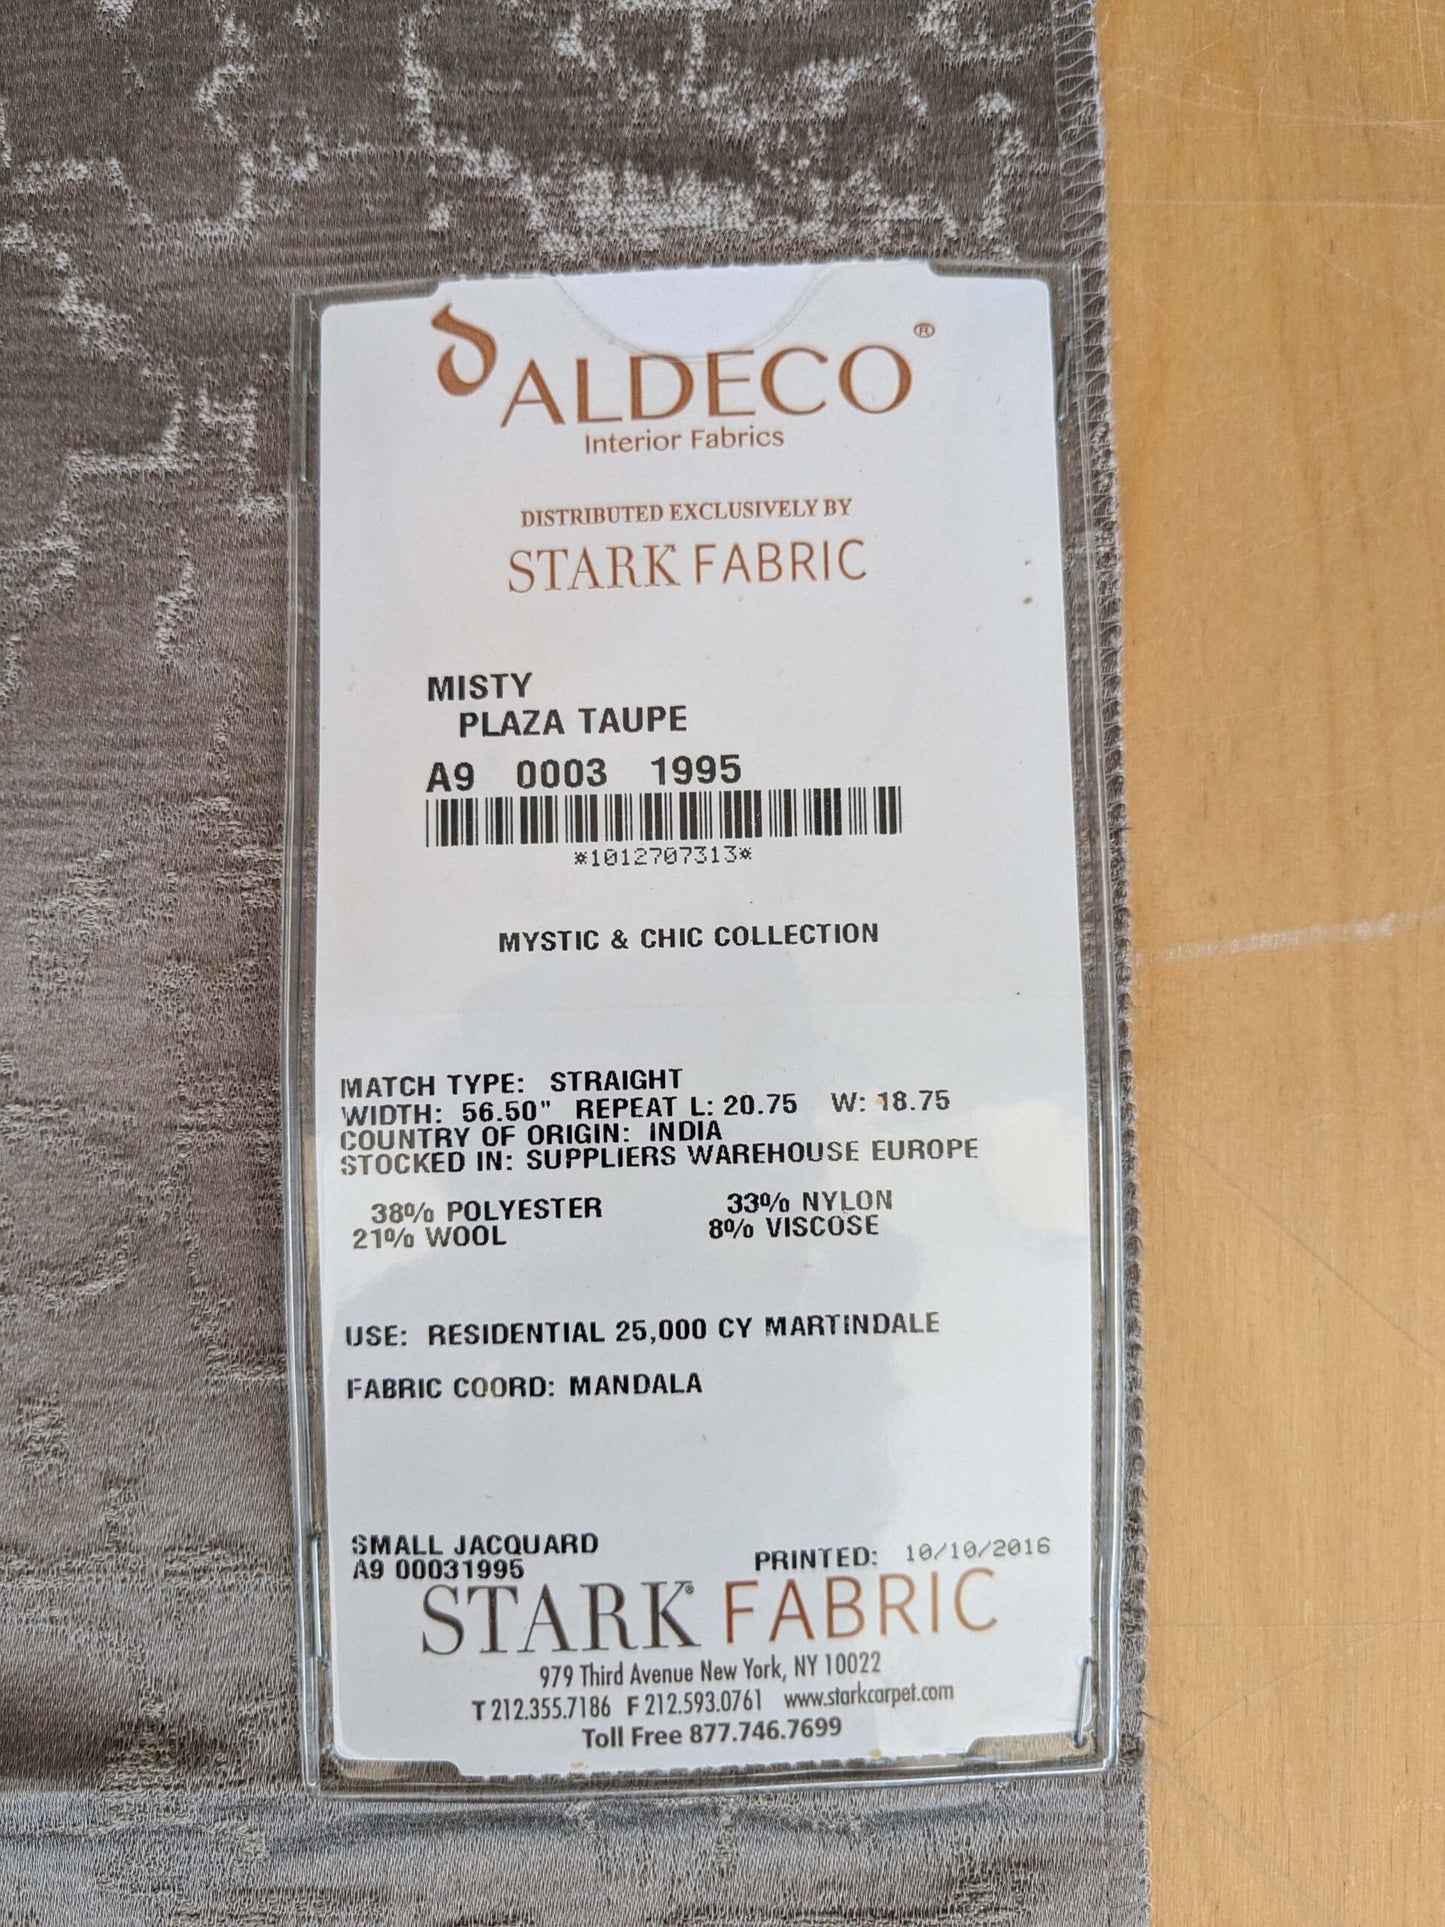 ALDECO®
Interior Fabrics
DISTRIBUTED EXCLUSIVELY BY
STARK FABRIC
MISTY
PLAZA TAUPE
A9 0003 1995
*1012707313*
MYSTIC & CHIC COLLECTION
MATCH TYPE: STRAIGHT
WIDTH: 56.50" REPEAT L: 20.75 W: 18.75
COUNTRY OF ORIGIN: INDIA
STOCKED IN: SUPPLIERS WAREHOUSE EUROPE
38% POLYESTER 33% NYLON
21% WOOL 8% VISCOSE
USE: RESIDENTIAL 25,000 CY MARTINDALE
FABRIC COORD: MANDALA
SMALL JACQUARD
A9 00031995 PRINTED: 10/10/2016
STARK® FABRIC
979 Third Avenue New York, NY 10022
T 212.355.7186 F 212.593.0761 www.starkcarpet.com
Toll Free 877.746.7699